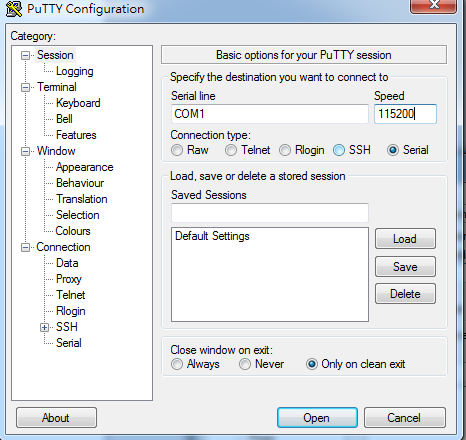 PuTTY Configuration
Category:
Session
Logging
Terminal
Keyboard
Bell
Features
Window
Appearance
Behaviour
Translation
Selection
Colours
Connection
Data
Proxy
Telnet
Rlogin
SSH
Serial
Basic options for your PuTTY session
Specify the destination you want to connect to
Serial line Speed
COM1 115200
Connection type:
Raw Telnet Rlogin SSH Serial
Load, save or delete a stored session
Saved Sessions
Default Settings
Load
Save
Delete
Close window on exit:
Always Never Only on clean exit
About Open Cancel